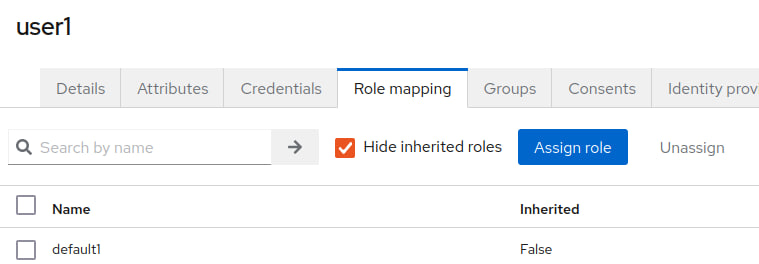 user1
Details Attributes Credentials Role mapping Groups Consents Identity prov
Search by name Hide inherited roles Assign role Unassign
Name Inherited
default1 False